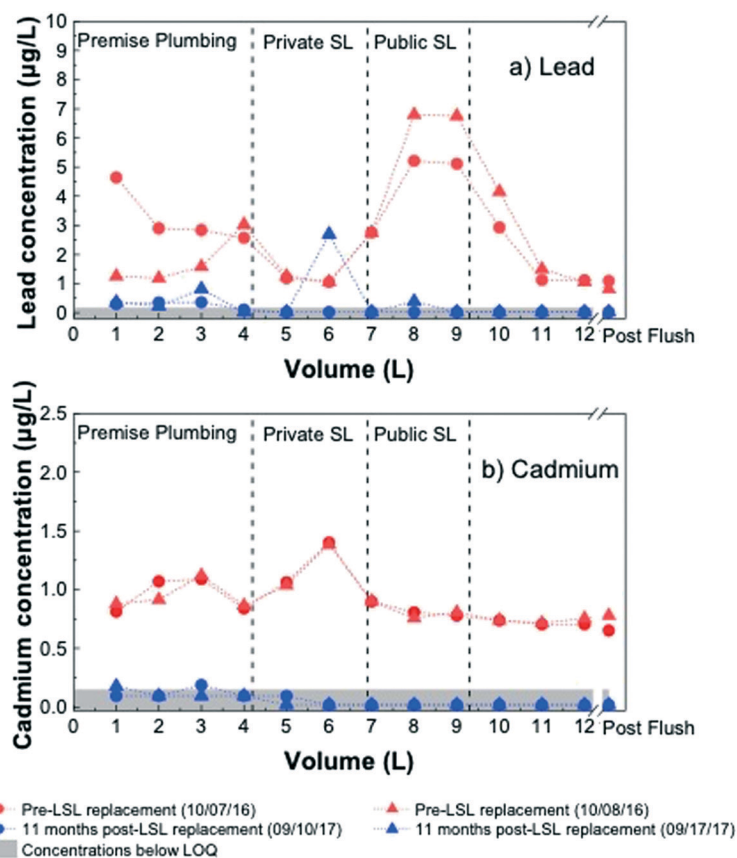 10
Premise Plumbing Private SL Public SL
9
a) Lead
8
7
6
5
4
3
2
1
0
Lead concentration (µg/L)
0 1 2 3 4 5 6 7 8 9 10 11 12 Post Flush
Volume (L)
2.5
Premise Plumbing Private SL Public SL
b) Cadmium
2.0
1.5
1.0
0.5
0.0
Cadmium concentration (µg/L)
0 1 2 3 4 5 6 7 8 9 10 11 12 Post Flush
Volume (L)
Pre-LSL replacement (10/07/16) Pre-LSL replacement (10/08/16)
11 months post-LSL replacement (09/10/17) 11 months post-LSL replacement (09/17/17)
Concentrations below LOQ